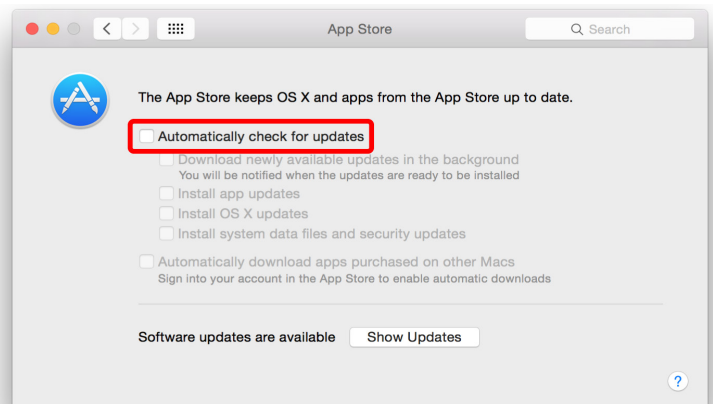 App Store
Search
The App Store keeps OS X and apps from the App Store up to date.
Automatically check for updates
Download newly available updates in the background
You will be notified when the updates are ready to be installed
Install app updates
Install OS X updates
Install system data files and security updates
Automatically download apps purchased on other Macs
Sign into your account in the App Store to enable automatic downloads
Software updates are available
Show Updates
?